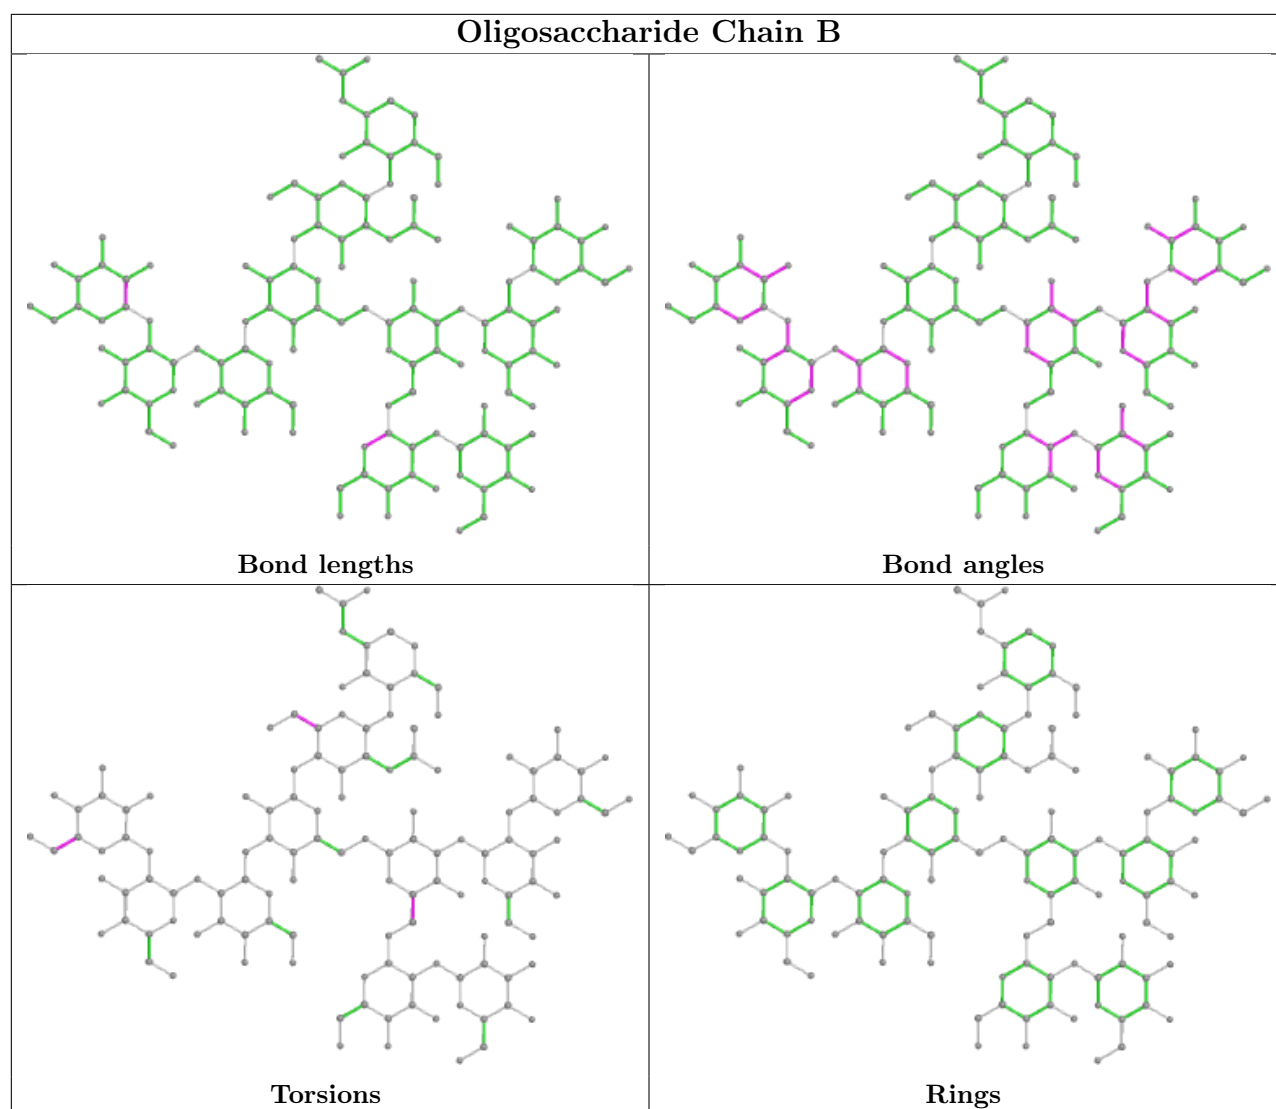 Oligosaccharide Chain B
Bond lengths
Bond angles
Torsions
Rings